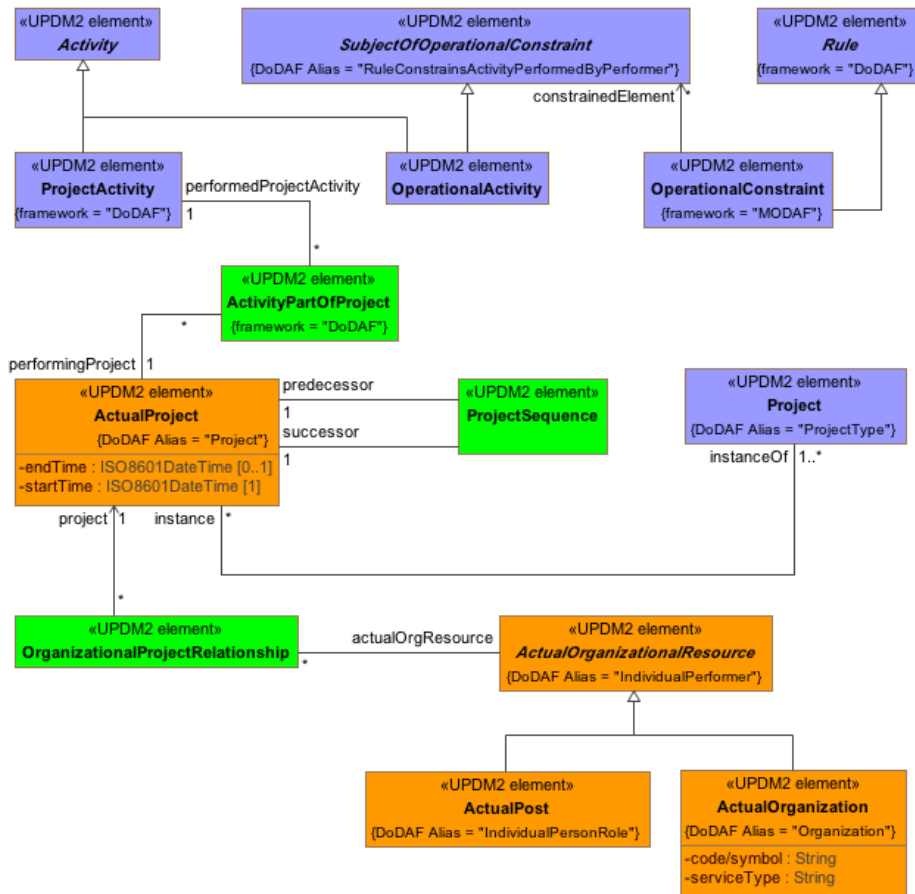 «UPDM2 element»
Activity
«UPDM2 element»
SubjectOfOperationalConstraint
{DoDAF Alias = "RuleConstrainsActivityPerformedByPerformer"}
«UPDM2 element»
Rule
{framework = "DoDAF"}
constrainedElement
*
«UPDM2 element»
ProjectActivity
{framework = "DoDAF"}
performedProjectActivity
1
*
«UPDM2 element»
OperationalActivity
«UPDM2 element»
OperationalConstraint
{framework = "MODAF"}
«UPDM2 element»
ActivityPartOfProject
{framework = "DoDAF"}
*
performingProject
1
«UPDM2 element»
ActualProject
{DoDAF Alias = "Project"}
-endTime : ISO8601DateTime [0..1]
-startTime : ISO8601DateTime [1]
predecessor
1
successor
1
«UPDM2 element»
ProjectSequence
«UPDM2 element»
Project
{DoDAF Alias = "ProjectType"}
instanceOf
1..*
project
1
instance
*
*
«UPDM2 element»
OrganizationalProjectRelationship
actualOrgResource
*
«UPDM2 element»
ActualOrganizationalResource
{DoDAF Alias = "IndividualPerformer"}
«UPDM2 element»
ActualPost
{DoDAF Alias = "IndividualPersonRole"}
«UPDM2 element»
ActualOrganization
{DoDAF Alias = "Organization"}
-code/symbol : String
-serviceType : String